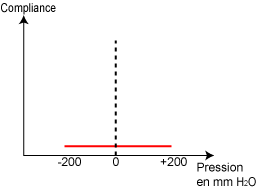 Compliance
-200 0 +200
Pression
en mm H2O